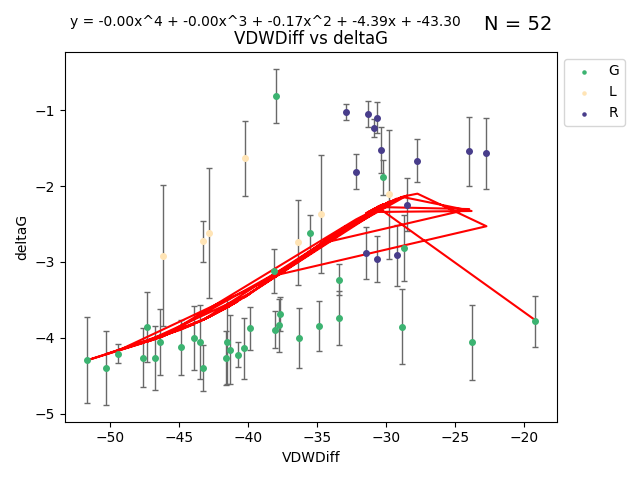 y = -0.00x^4 + -0.00x^3 + -0.17x^2 + -4.39x + -43.30
N = 52
VDWDiff vs deltaG
G
L
R
deltaG
−1
−2
−3
−4
−5
−50
−45
−40
−35
−30
−25
−20
VDWDiff